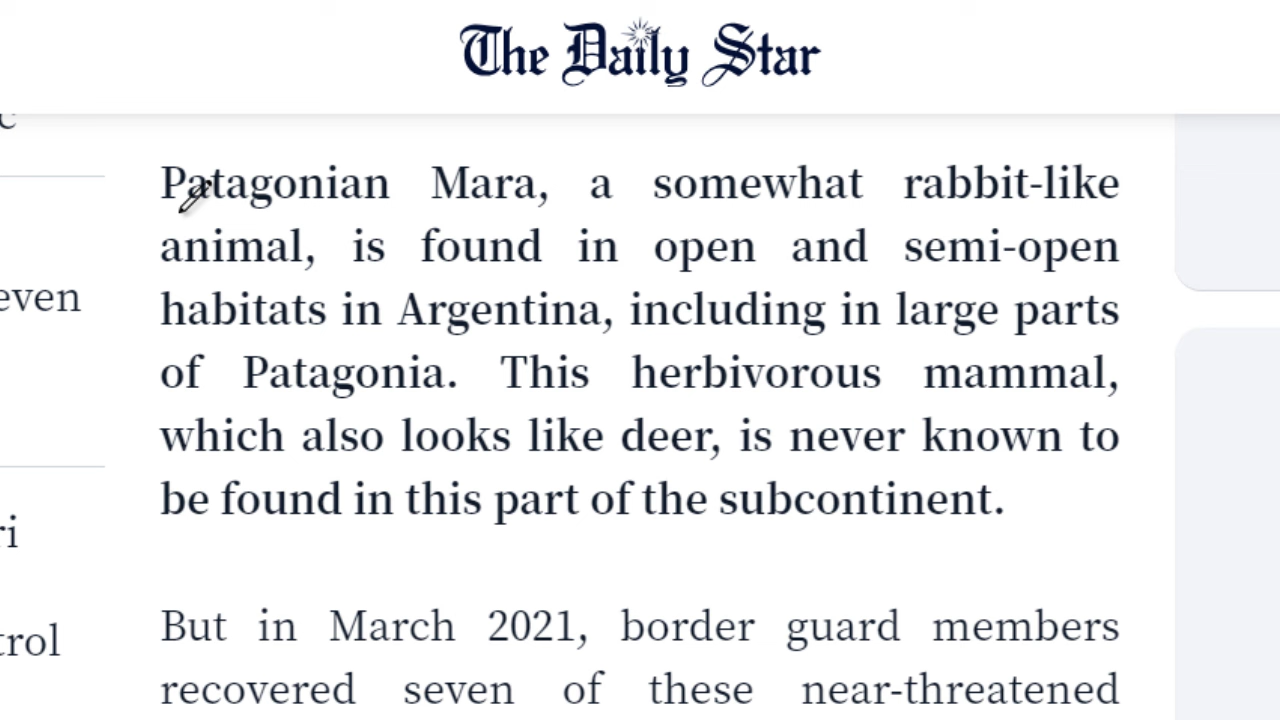 The Daily Star
Patagonian Mara, a somewhat rabbit-like
animal, is found in open and semi-open
even
habitats in Argentina, including in large parts
of Patagonia. This herbivorous mammal,
which also looks like deer, is never known to
be found in this part of the subcontinent.
ri
But in March 2021, border guard members
trol
recovered seven of these near-threatened